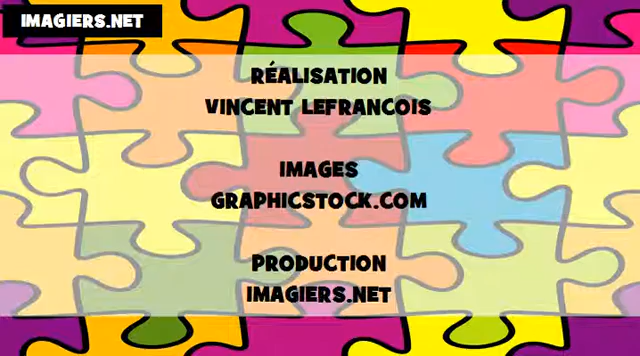 IMAGIERS.NET
RÉALISATION
VINCENT LEFRANCOIS
IMAGES
GRAPHICSTOCK.COM
PRODUCTION
IMAGIERS.NET